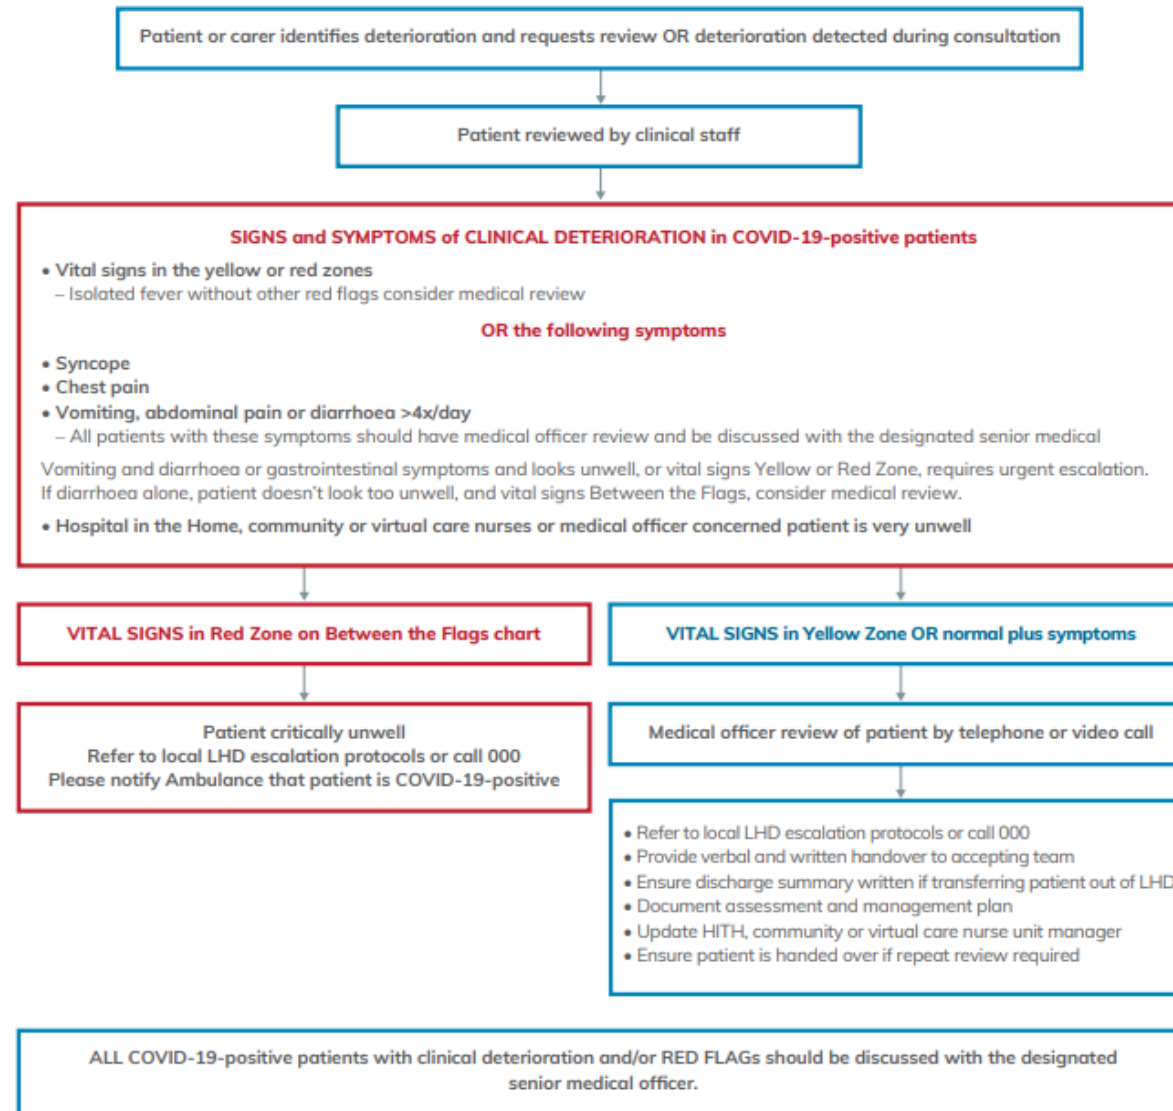 Patient or carer identifies deterioration and requests review OR deterioration detected during consultation
Patient reviewed by clinical staff
SIGNS and SYMPTOMS of CLINICAL DETERIORATION in COVID-19-positive patients
• Vital signs in the yellow or red zones
– Isolated fever without other red flags consider medical review
OR the following symptoms
• Syncope
• Chest pain
• Vomiting, abdominal pain or diarrhoea >4x/day
– All patients with these symptoms should have medical officer review and be discussed with the designated senior medical
Vomiting and diarrhoea or gastrointestinal symptoms and looks unwell, or vital signs Yellow or Red Zone, requires urgent escalation.
If diarrhoea alone, patient doesn't look too unwell, and vital signs Between the Flags, consider medical review.
• Hospital in the Home, community or virtual care nurses or medical officer concerned patient is very unwell
VITAL SIGNS in Red Zone on Between the Flags chart
Patient critically unwell
Refer to local LHD escalation protocols or call 000
Please notify Ambulance that patient is COVID-19-positive
VITAL SIGNS in Yellow Zone OR normal plus symptoms
Medical officer review of patient by telephone or video call
• Refer to local LHD escalation protocols or call 000
• Provide verbal and written handover to accepting team
• Ensure discharge summary written if transferring patient out of LHD
• Document assessment and management plan
• Update HITH, community or virtual care nurse unit manager
• Ensure patient is handed over if repeat review required
ALL COVID-19-positive patients with clinical deterioration and/or RED FLAGs should be discussed with the designated
senior medical officer.